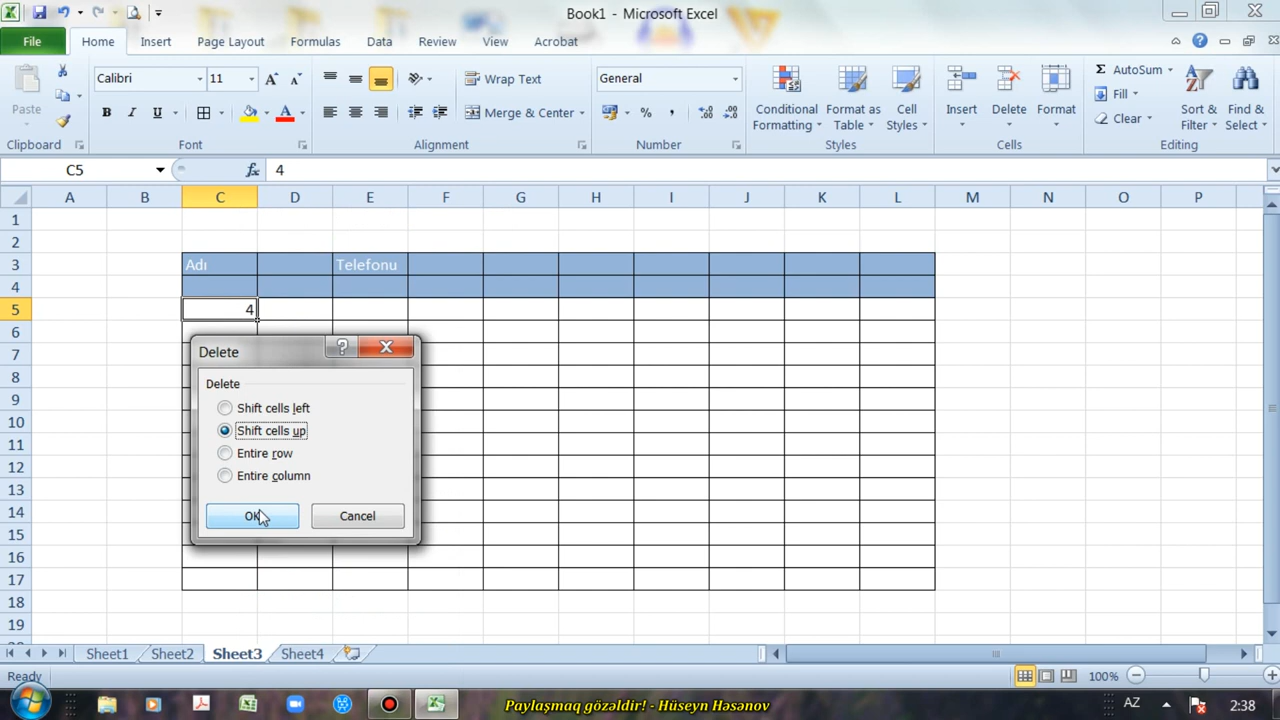 Book1 - Microsoft Excel
File Home Insert Page Layout Formulas Data Review View Acrobat
Calibri 11 Wrap Text General AutoSum
Paste Conditional Format as Cell Insert Delete Format Fill Sort & Find &
Merge & Center Formatting Table Styles Clear Filter Select
Clipboard Font Alignment Number Styles Cells Editing
C5 fx 4
A B C D E F G H I J K L M N O P
1
2
3 Adı Telefonu
4
5 4
6
7
8
9
10
11
12
13
14
15
16
17
18
19
Delete
Delete
Shift cells left
Shift cells up
Entire row
Entire column
OK Cancel
Sheet1 Sheet2 Sheet3 Sheet4
Ready 100%
Paylaşmaq gözəldir! - Hüseyn Həsənov AZ 2:38